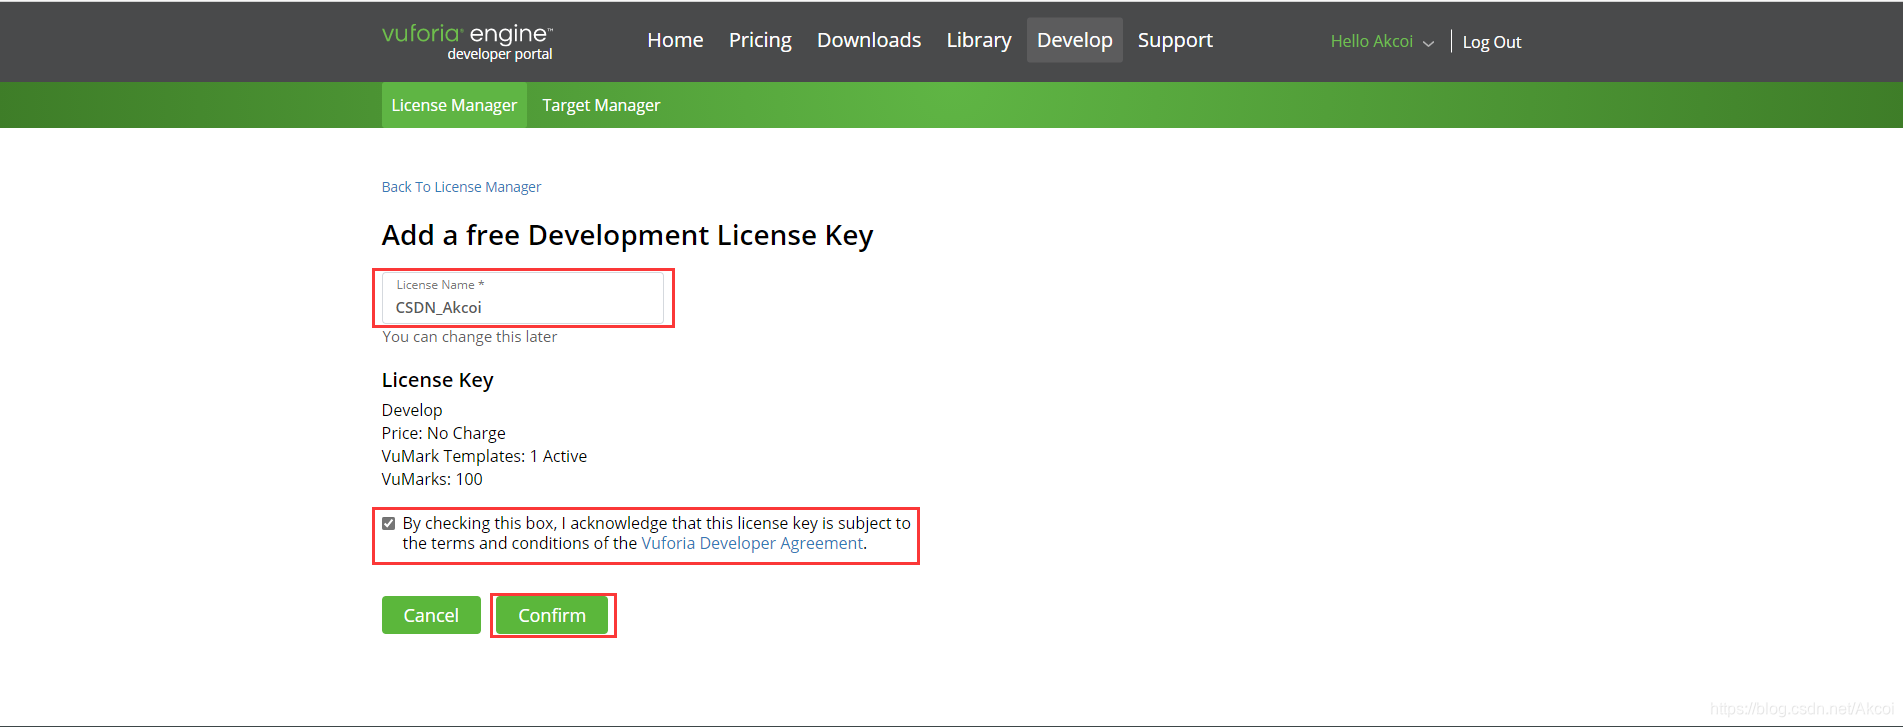 vuforia® engine™
developer portal
Home Pricing Downloads Library Develop Support
Hello Akcoi Log Out
License Manager Target Manager
Back To License Manager
Add a free Development License Key
License Name *
CSDN_Akcoi
You can change this later
License Key
Develop
Price: No Charge
VuMark Templates: 1 Active
VuMarks: 100
By checking this box, I acknowledge that this license key is subject to
the terms and conditions of the Vuforia Developer Agreement.
Cancel Confirm
https://blog.csdn.net/Akcoi